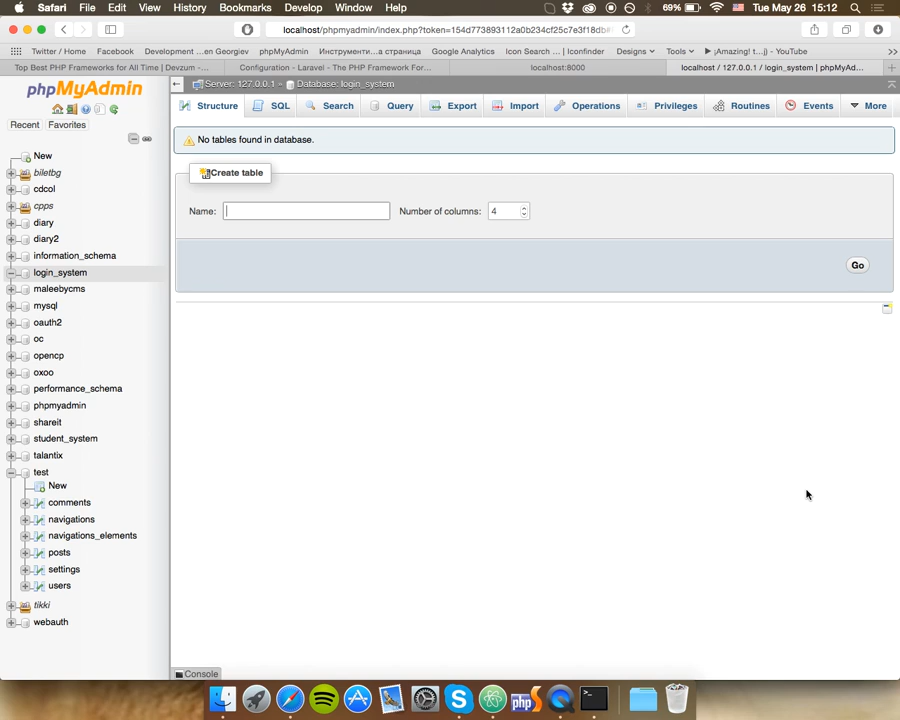 Safari File Edit View History Bookmarks Develop Window Help 69% Tue May 26 15:12
Twitter / Home Facebook Development ...en Georgiev phpMyAdmin Инструменти...а страница Google Analytics Icon Search ... | Iconfinder Designs Tools ► ¡Amazing! t...j) - YouTube >>
Top Best PHP Frameworks for All Time | Devzum -... Configuration - Laravel - The PHP Framework For... localhost:8000 localhost / 127.0.0.1 / login_system | phpMyAd... +
phpMyAdmin
Recent Favorites
New
biletbg
cdcol
cpps
diary
diary2
information_schema
login_system
maleebycms
mysql
oauth2
oc
opencp
oxoo
performance_schema
phpmyadmin
shareit
student_system
talantix
test
New
comments
navigations
navigations_elements
posts
settings
users
tikki
webauth
Server: 127.0.0.1 » Database: login_system
Structure SQL Search Query Export Import Operations Privileges Routines Events More
No tables found in database.
Create table
Name: Number of columns: 4
Go
Console
php S